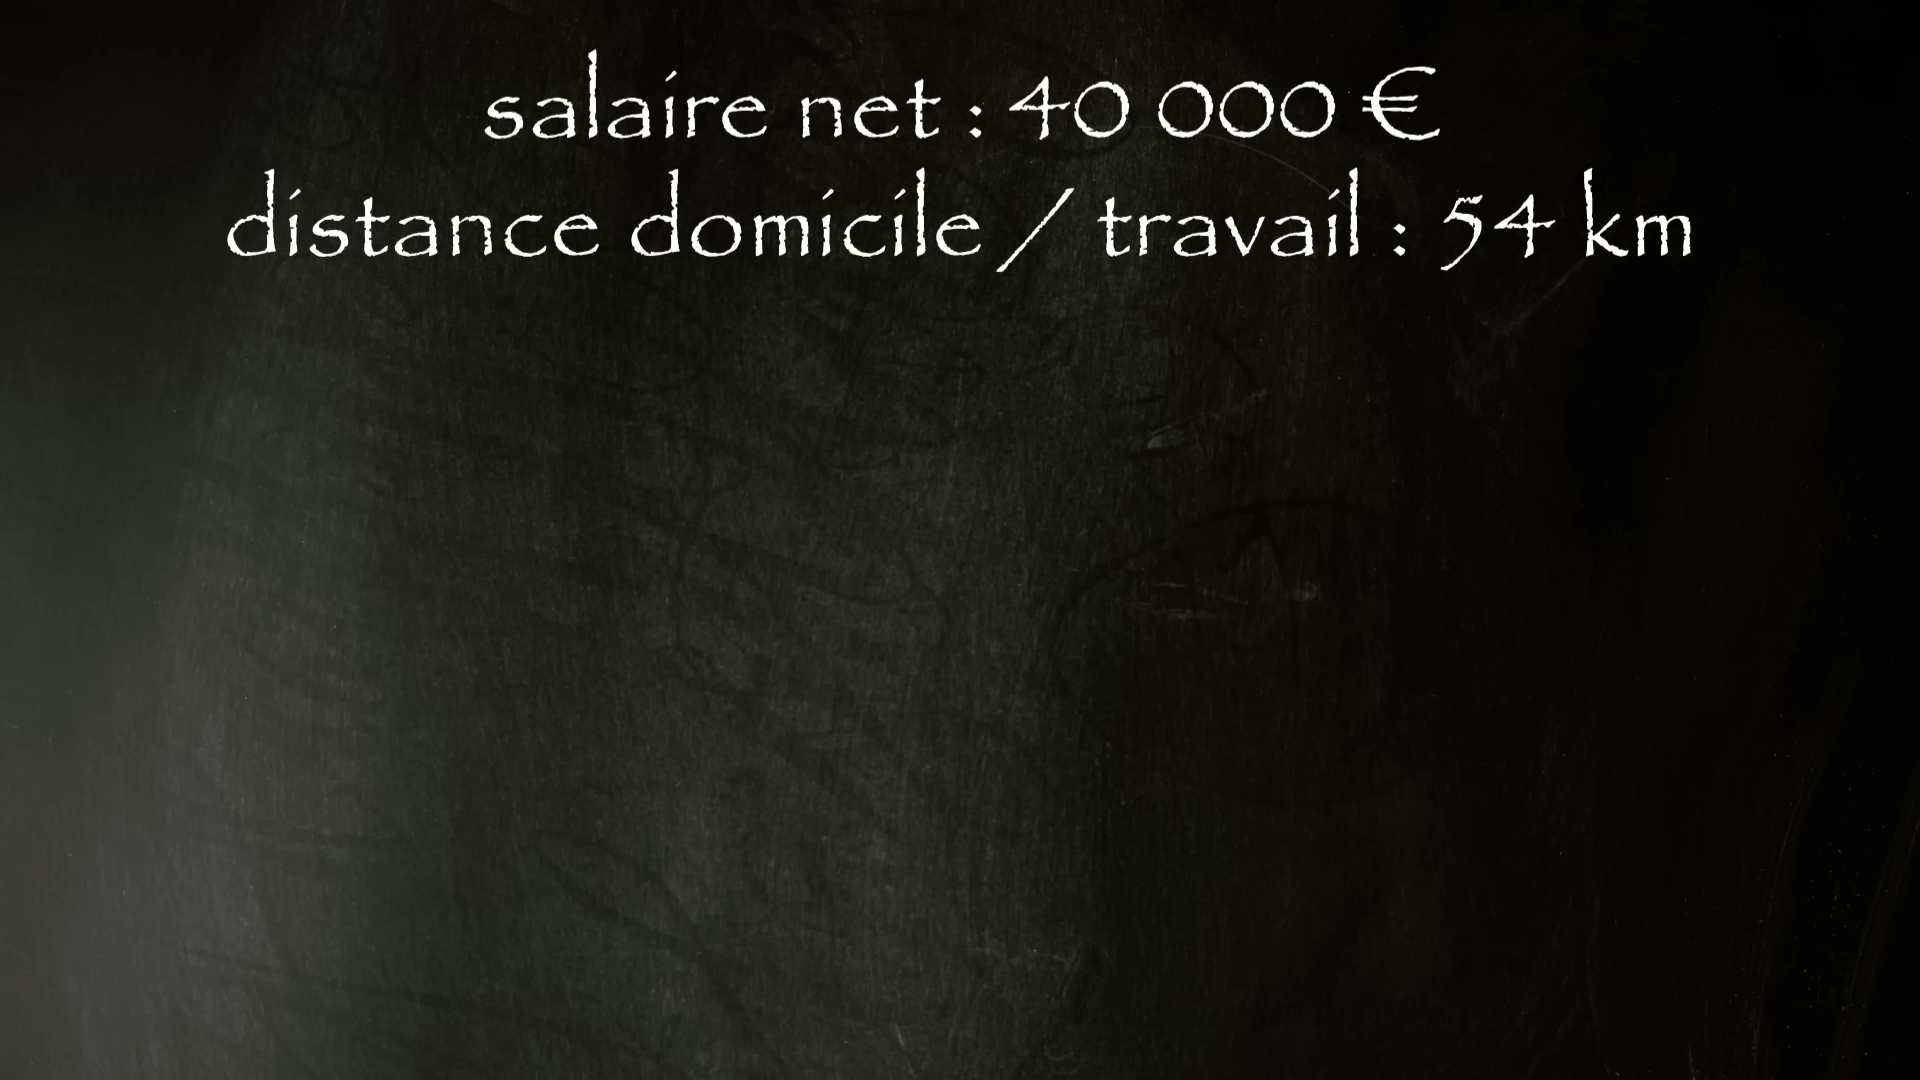 salaire net : 40 000 €
distance domicile / travail : 54 km